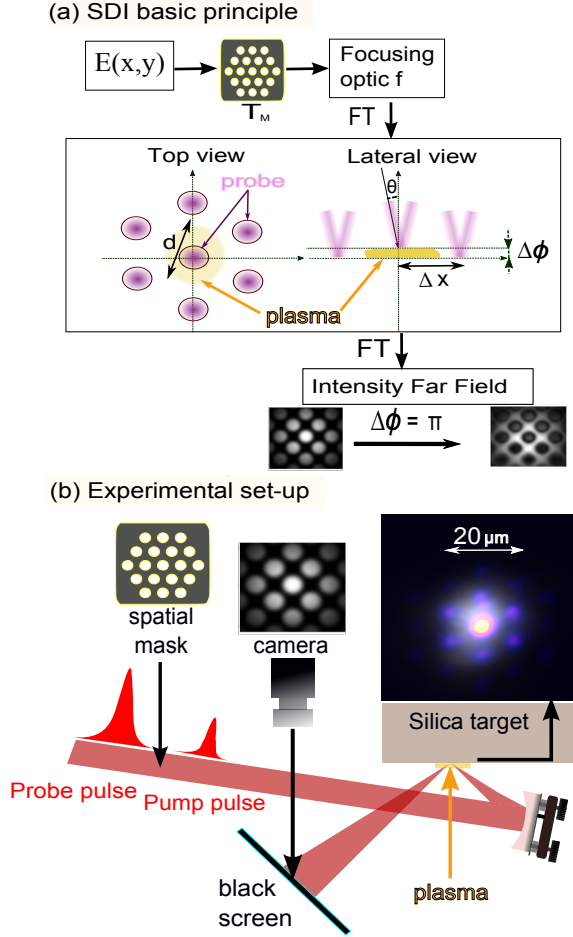 (a) SDI basic principle
E(x,y)
T_M
Focusing
optic f
FT
Top view
Lateral view
probe
θ
d
Δϕ
Δ x
plasma
FT
Intensity Far Field
Δϕ = π
(b) Experimental set-up
20 µm
spatial
mask
camera
Silica target
Probe pulse
Pump pulse
black
screen
plasma